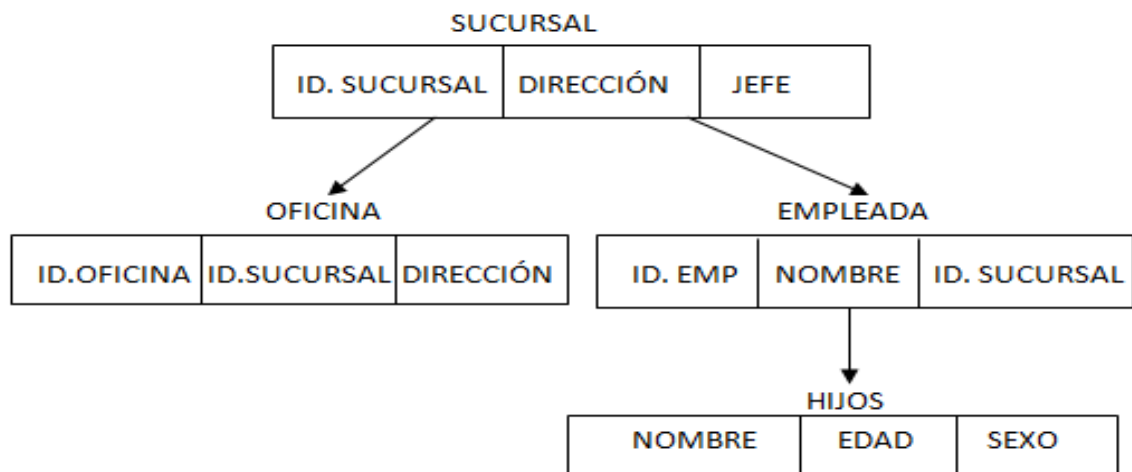 SUCURSAL
ID. SUCURSAL DIRECCIÓN JEFE
OFICINA EMPLEADA
ID.OFICINA ID.SUCURSAL DIRECCIÓN ID. EMP NOMBRE ID. SUCURSAL
HIJOS
NOMBRE EDAD SEXO